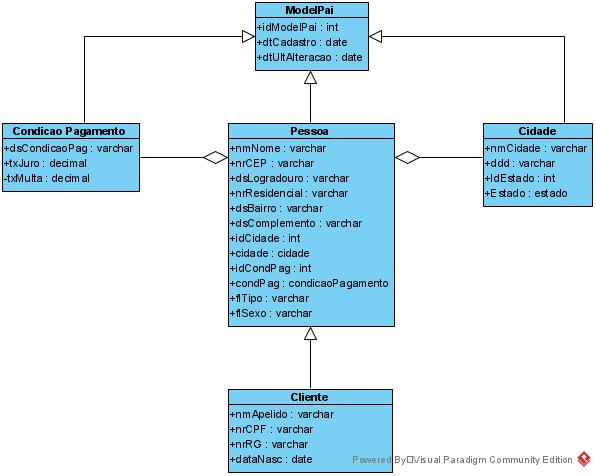 ModelPai
+idModelPai : int
+dtCadastro : date
+dtUltAlteracao : date
Condicao Pagamento
+dsCondicaoPag : varchar
+txJuro : decimal
-txMulta : decimal
Pessoa
+nmNome : varchar
+nrCEP : varchar
+dsLogradouro : varchar
+nrResidencial : varchar
+dsBairro : varchar
+dsComplemento : varchar
+idCidade : int
+cidade : cidade
+idCondPag : int
+condPag : condicaoPagamento
+flTipo : varchar
+flSexo : varchar
Cidade
+nmCidade : varchar
+ddd : varchar
+IdEstado : int
+Estado : estado
Cliente
+nmApelido : varchar
+nrCPF : varchar
+nrRG : varchar
+dataNasc : date
Powered By Visual Paradigm Community Edition